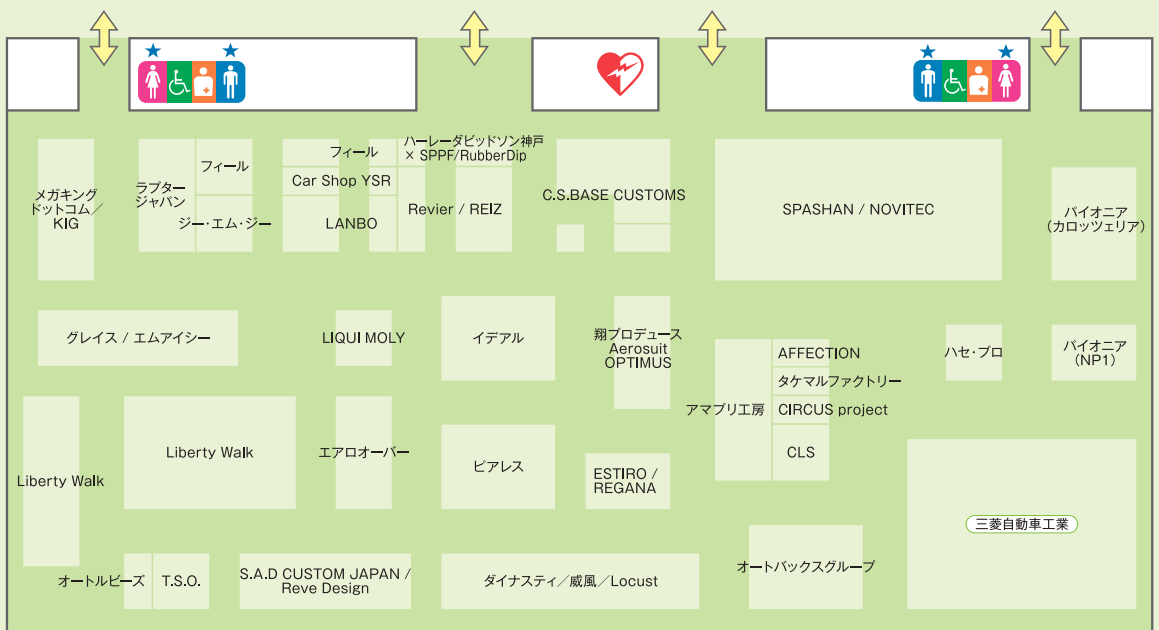 メガキング
ドットコム／
KIG
ラプター
ジャパン
フィール
ジー・エム・ジー
フィール
Car Shop YSR
LANBO
ハーレーダビッドソン神戸
× SPPF/RubberDip
Revier / REIZ
C.S.BASE CUSTOMS
SPASHAN / NOVITEC
パイオニア
（カロッツェリア）
グレイス / エムアイシー
LIQUI MOLY
イデアル
翔プロデュース
Aerosuit
OPTIMUS
アマプリ工房
AFFECTION
タケマルファクトリー
CIRCUS project
CLS
ハセ・プロ
パイオニア
（NP1）
Liberty Walk
Liberty Walk
エアロオーバー
ピアレス
ESTIRO /
REGANA
三菱自動車工業
オートルビーズ
T.S.O.
S.A.D CUSTOM JAPAN /
Reve Design
ダイナスティ／威風／Locust
オートバックスグループ